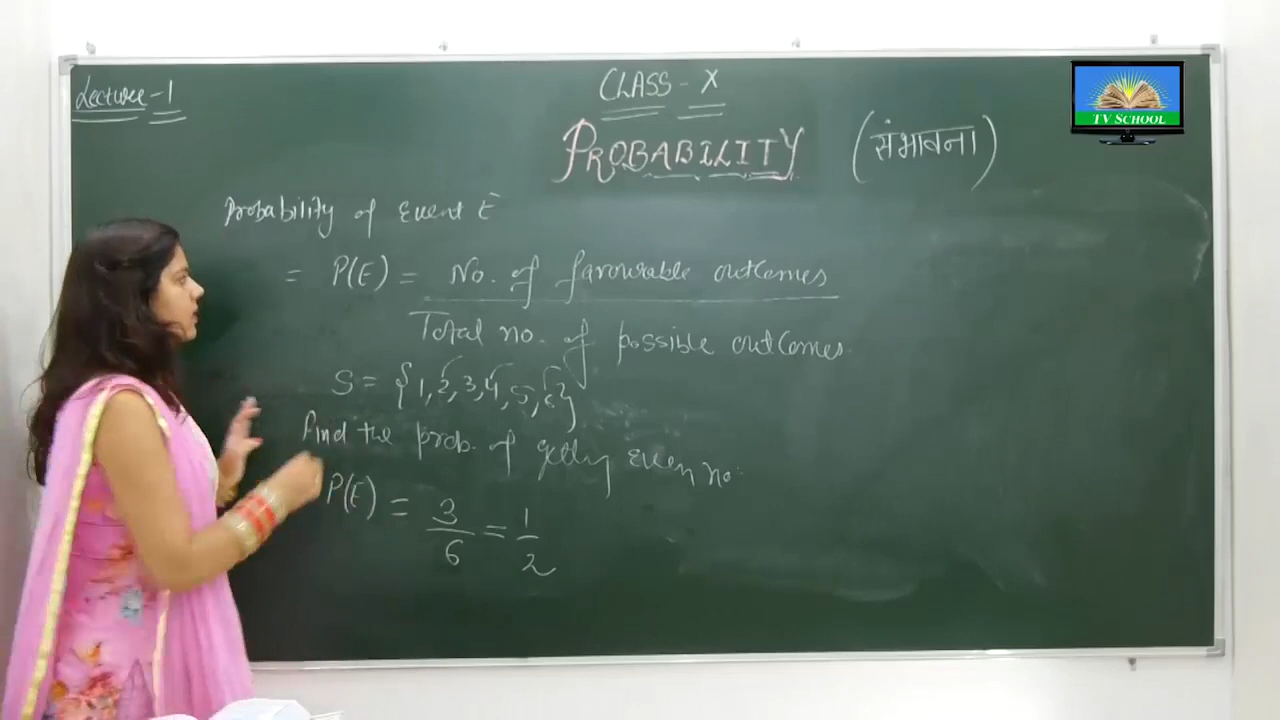 Lecture-1
CLASS - X
PROBABILITY (संभावना)
TV SCHOOL
Probability of Event E
= P(E) = No. of favourable outcomes
Total no. of possible outcomes
S = {1, 2, 3, 4, 5, 6}
Find the prob. of getting even no.
P(E) = 3/6 = 1/2